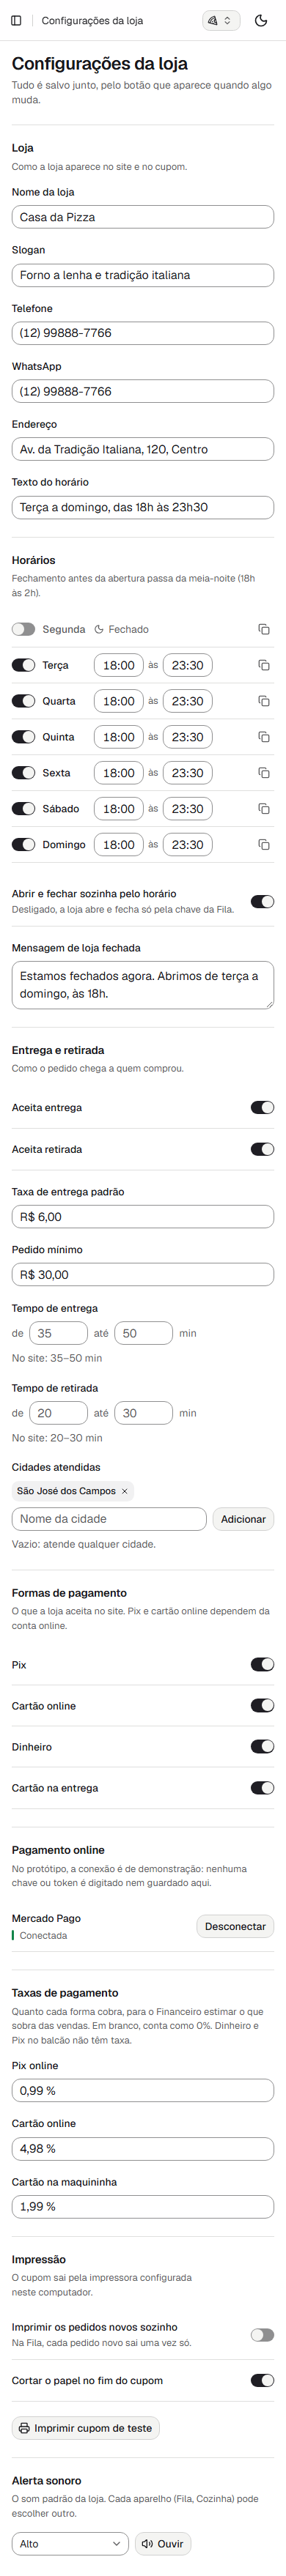 Configurações da loja
Configurações da loja
Tudo é salvo junto, pelo botão que aparece quando algo
muda.
Loja
Como a loja aparece no site e no cupom.
Nome da loja
Casa da Pizza
Slogan
Forno a lenha e tradição italiana
Telefone
(12) 99888-7766
WhatsApp
(12) 99888-7766
Endereço
Av. da Tradição Italiana, 120, Centro
Texto do horário
Terça a domingo, das 18h às 23h30
Horários
Fechamento antes da abertura passa da meia-noite (18h
às 2h).
Segunda Fechado
Terça 18:00 às 23:30
Quarta 18:00 às 23:30
Quinta 18:00 às 23:30
Sexta 18:00 às 23:30
Sábado 18:00 às 23:30
Domingo 18:00 às 23:30
Abrir e fechar sozinha pelo horário
Desligado, a loja abre e fecha só pela chave da Fila.
Mensagem de loja fechada
Estamos fechados agora. Abrimos de terça a
domingo, às 18h.
Entrega e retirada
Como o pedido chega a quem comprou.
Aceita entrega
Aceita retirada
Taxa de entrega padrão
R$ 6,00
Pedido mínimo
R$ 30,00
Tempo de entrega
de 35 até 50 min
No site: 35–50 min
Tempo de retirada
de 20 até 30 min
No site: 20–30 min
Cidades atendidas
São José dos Campos ×
Nome da cidade Adicionar
Vazio: atende qualquer cidade.
Formas de pagamento
O que a loja aceita no site. Pix e cartão online dependem da
conta online.
Pix
Cartão online
Dinheiro
Cartão na entrega
Pagamento online
No protótipo, a conexão é de demonstração: nenhuma
chave ou token é digitado nem guardado aqui.
Mercado Pago
Conectada
Desconectar
Taxas de pagamento
Quanto cada forma cobra, para o Financeiro estimar o que
sobra das vendas. Em branco, conta como 0%. Dinheiro e
Pix no balcão não têm taxa.
Pix online
0,99 %
Cartão online
4,98 %
Cartão na maquininha
1,99 %
Impressão
O cupom sai pela impressora configurada
neste computador.
Imprimir os pedidos novos sozinho
Na Fila, cada pedido novo sai uma vez só.
Cortar o papel no fim do cupom
Imprimir cupom de teste
Alerta sonoro
O som padrão da loja. Cada aparelho (Fila, Cozinha) pode
escolher outro.
Alto Ouvir